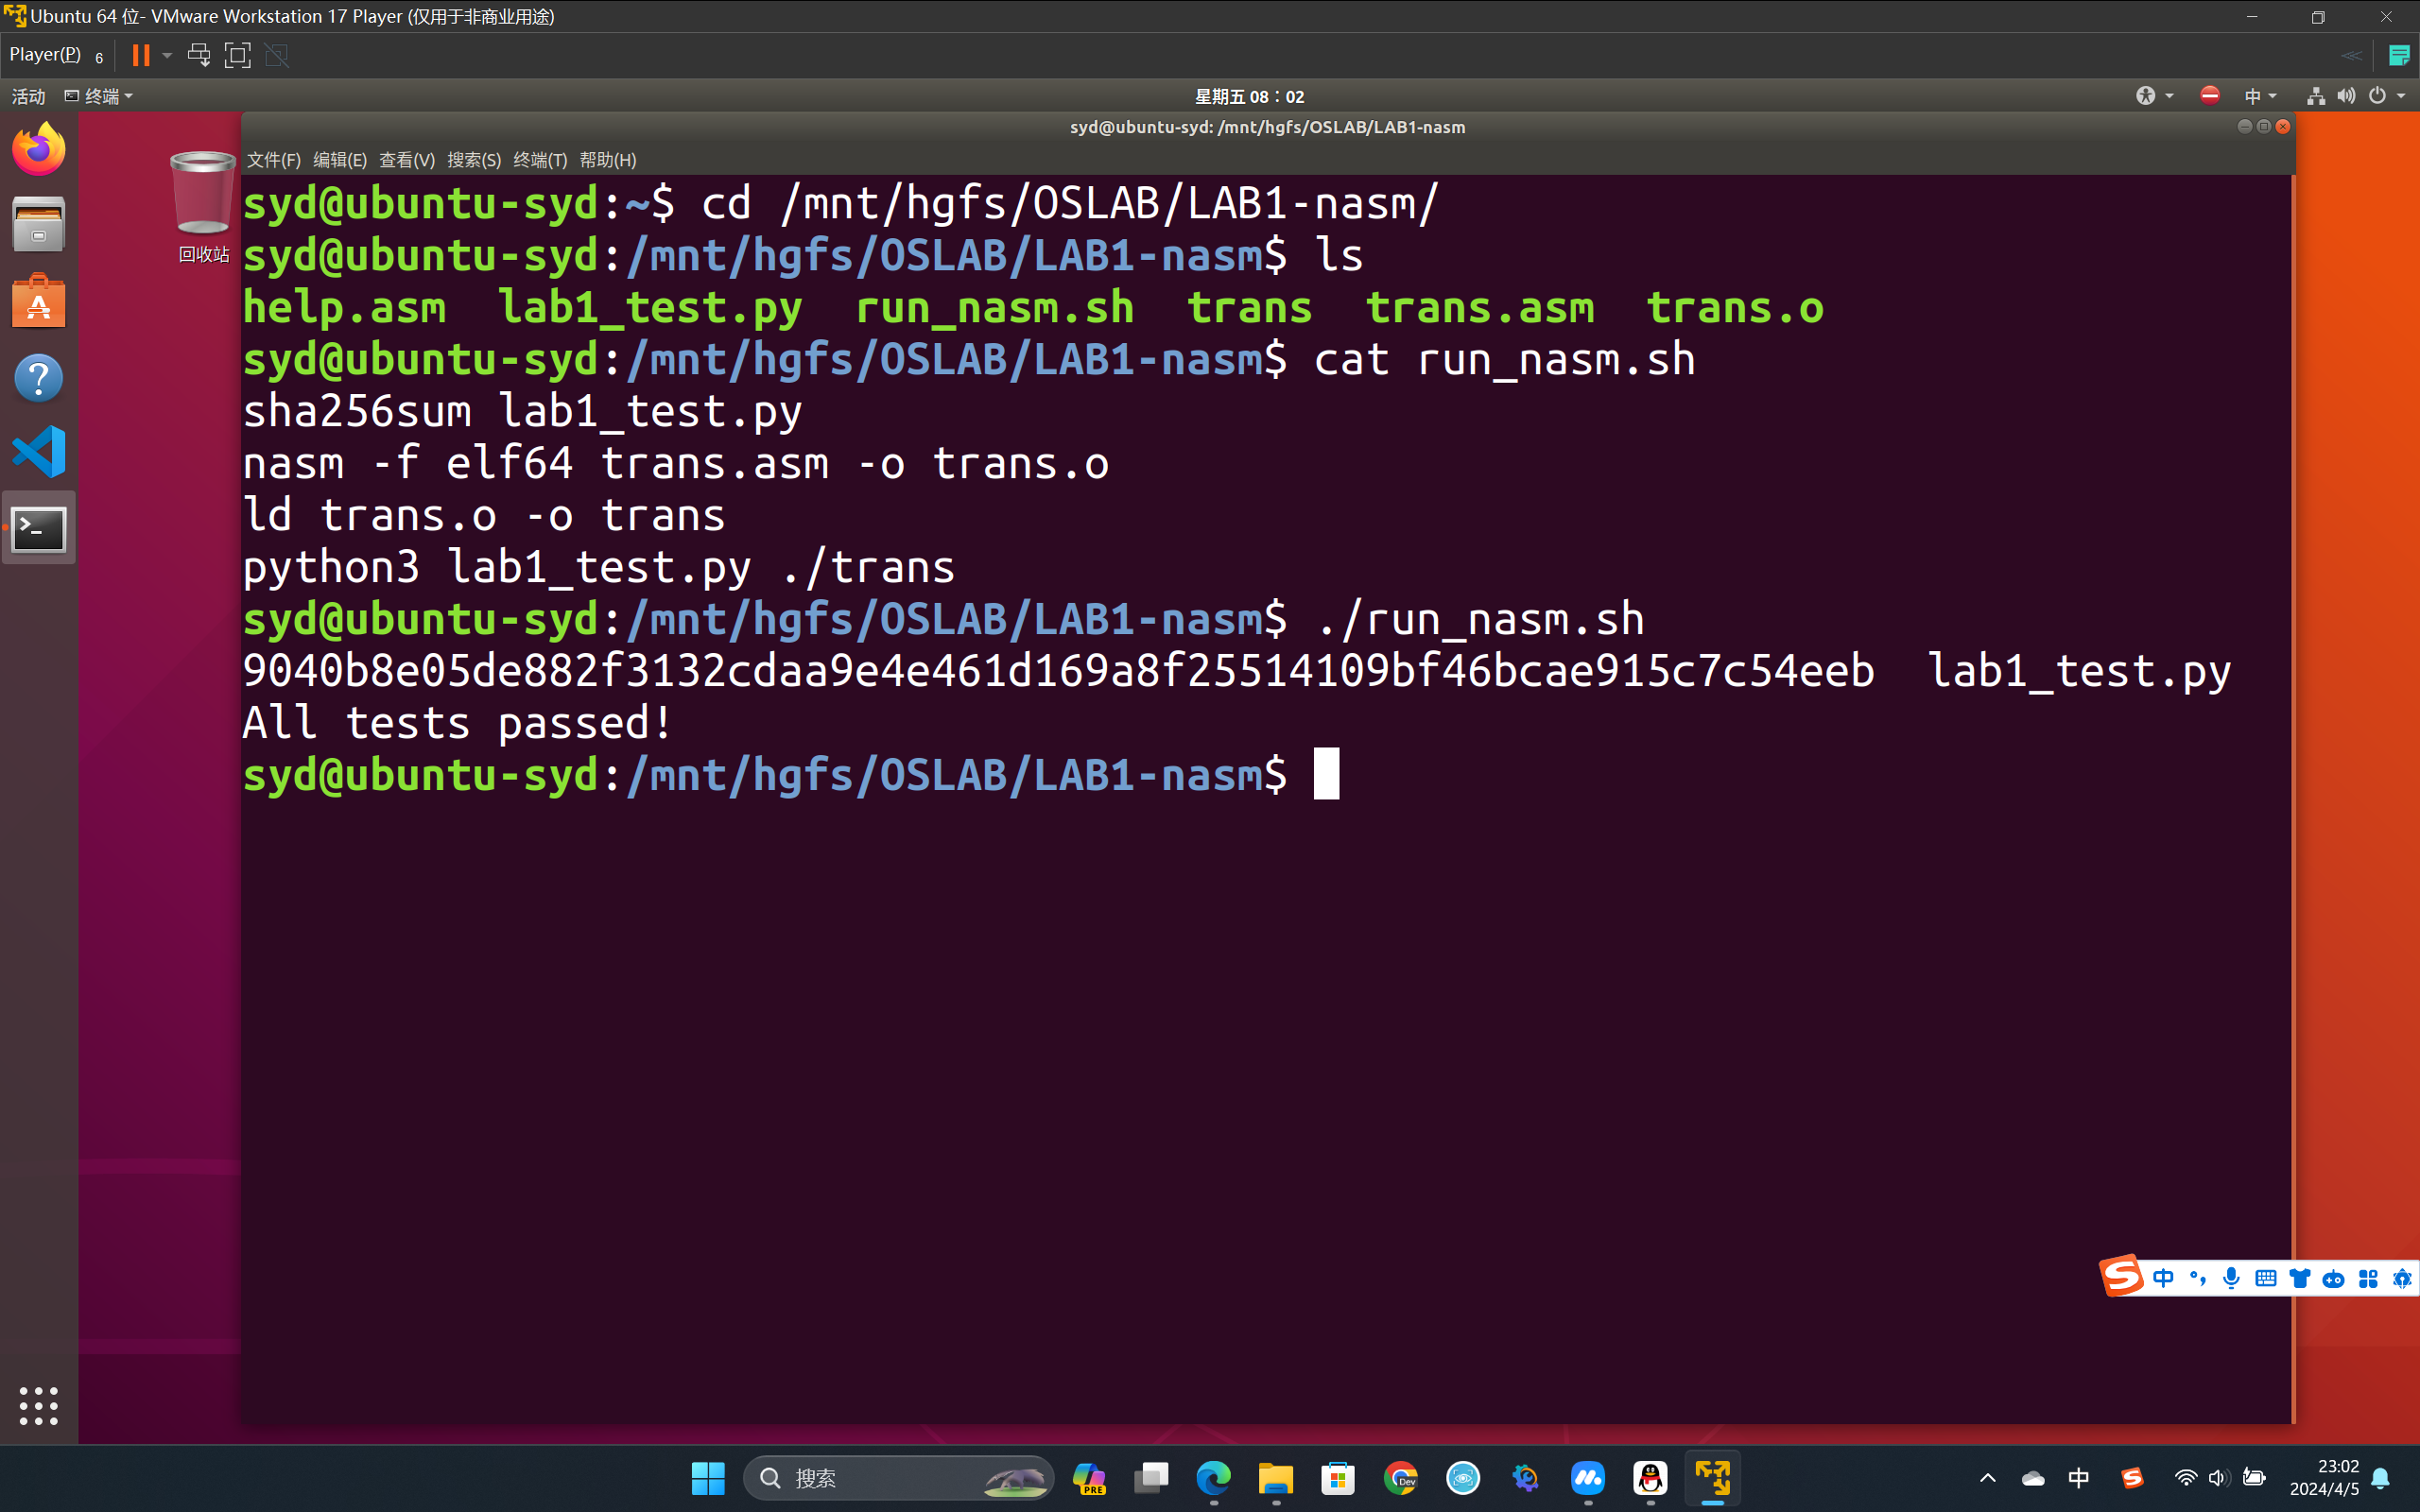 Ubuntu 64 位- VMware Workstation 17 Player (仅用于非商业用途)
Player(P) 6
活动 终端 星期五 08：02 中
syd@ubuntu-syd: /mnt/hgfs/OSLAB/LAB1-nasm
文件(F) 编辑(E) 查看(V) 搜索(S) 终端(T) 帮助(H)
回收站
syd@ubuntu-syd:~$ cd /mnt/hgfs/OSLAB/LAB1-nasm/
syd@ubuntu-syd:/mnt/hgfs/OSLAB/LAB1-nasm$ ls
help.asm lab1_test.py run_nasm.sh trans trans.asm trans.o
syd@ubuntu-syd:/mnt/hgfs/OSLAB/LAB1-nasm$ cat run_nasm.sh
sha256sum lab1_test.py
nasm -f elf64 trans.asm -o trans.o
ld trans.o -o trans
python3 lab1_test.py ./trans
syd@ubuntu-syd:/mnt/hgfs/OSLAB/LAB1-nasm$ ./run_nasm.sh
9040b8e05de882f3132cdaa9e4e461d169a8f25514109bf46bcae915c7c54eeb lab1_test.py
All tests passed!
syd@ubuntu-syd:/mnt/hgfs/OSLAB/LAB1-nasm$
中
搜索
PRE
Dev
中
23:02
2024/4/5